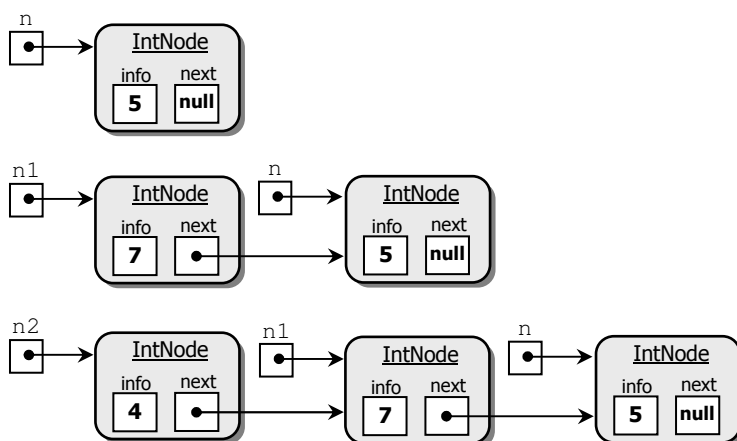 n
IntNode
info next
5 null
n1
n
IntNode
IntNode
info next
info next
7
5 null
n2
n1
n
IntNode
IntNode
IntNode
info next
info next
info next
4
7
5 null